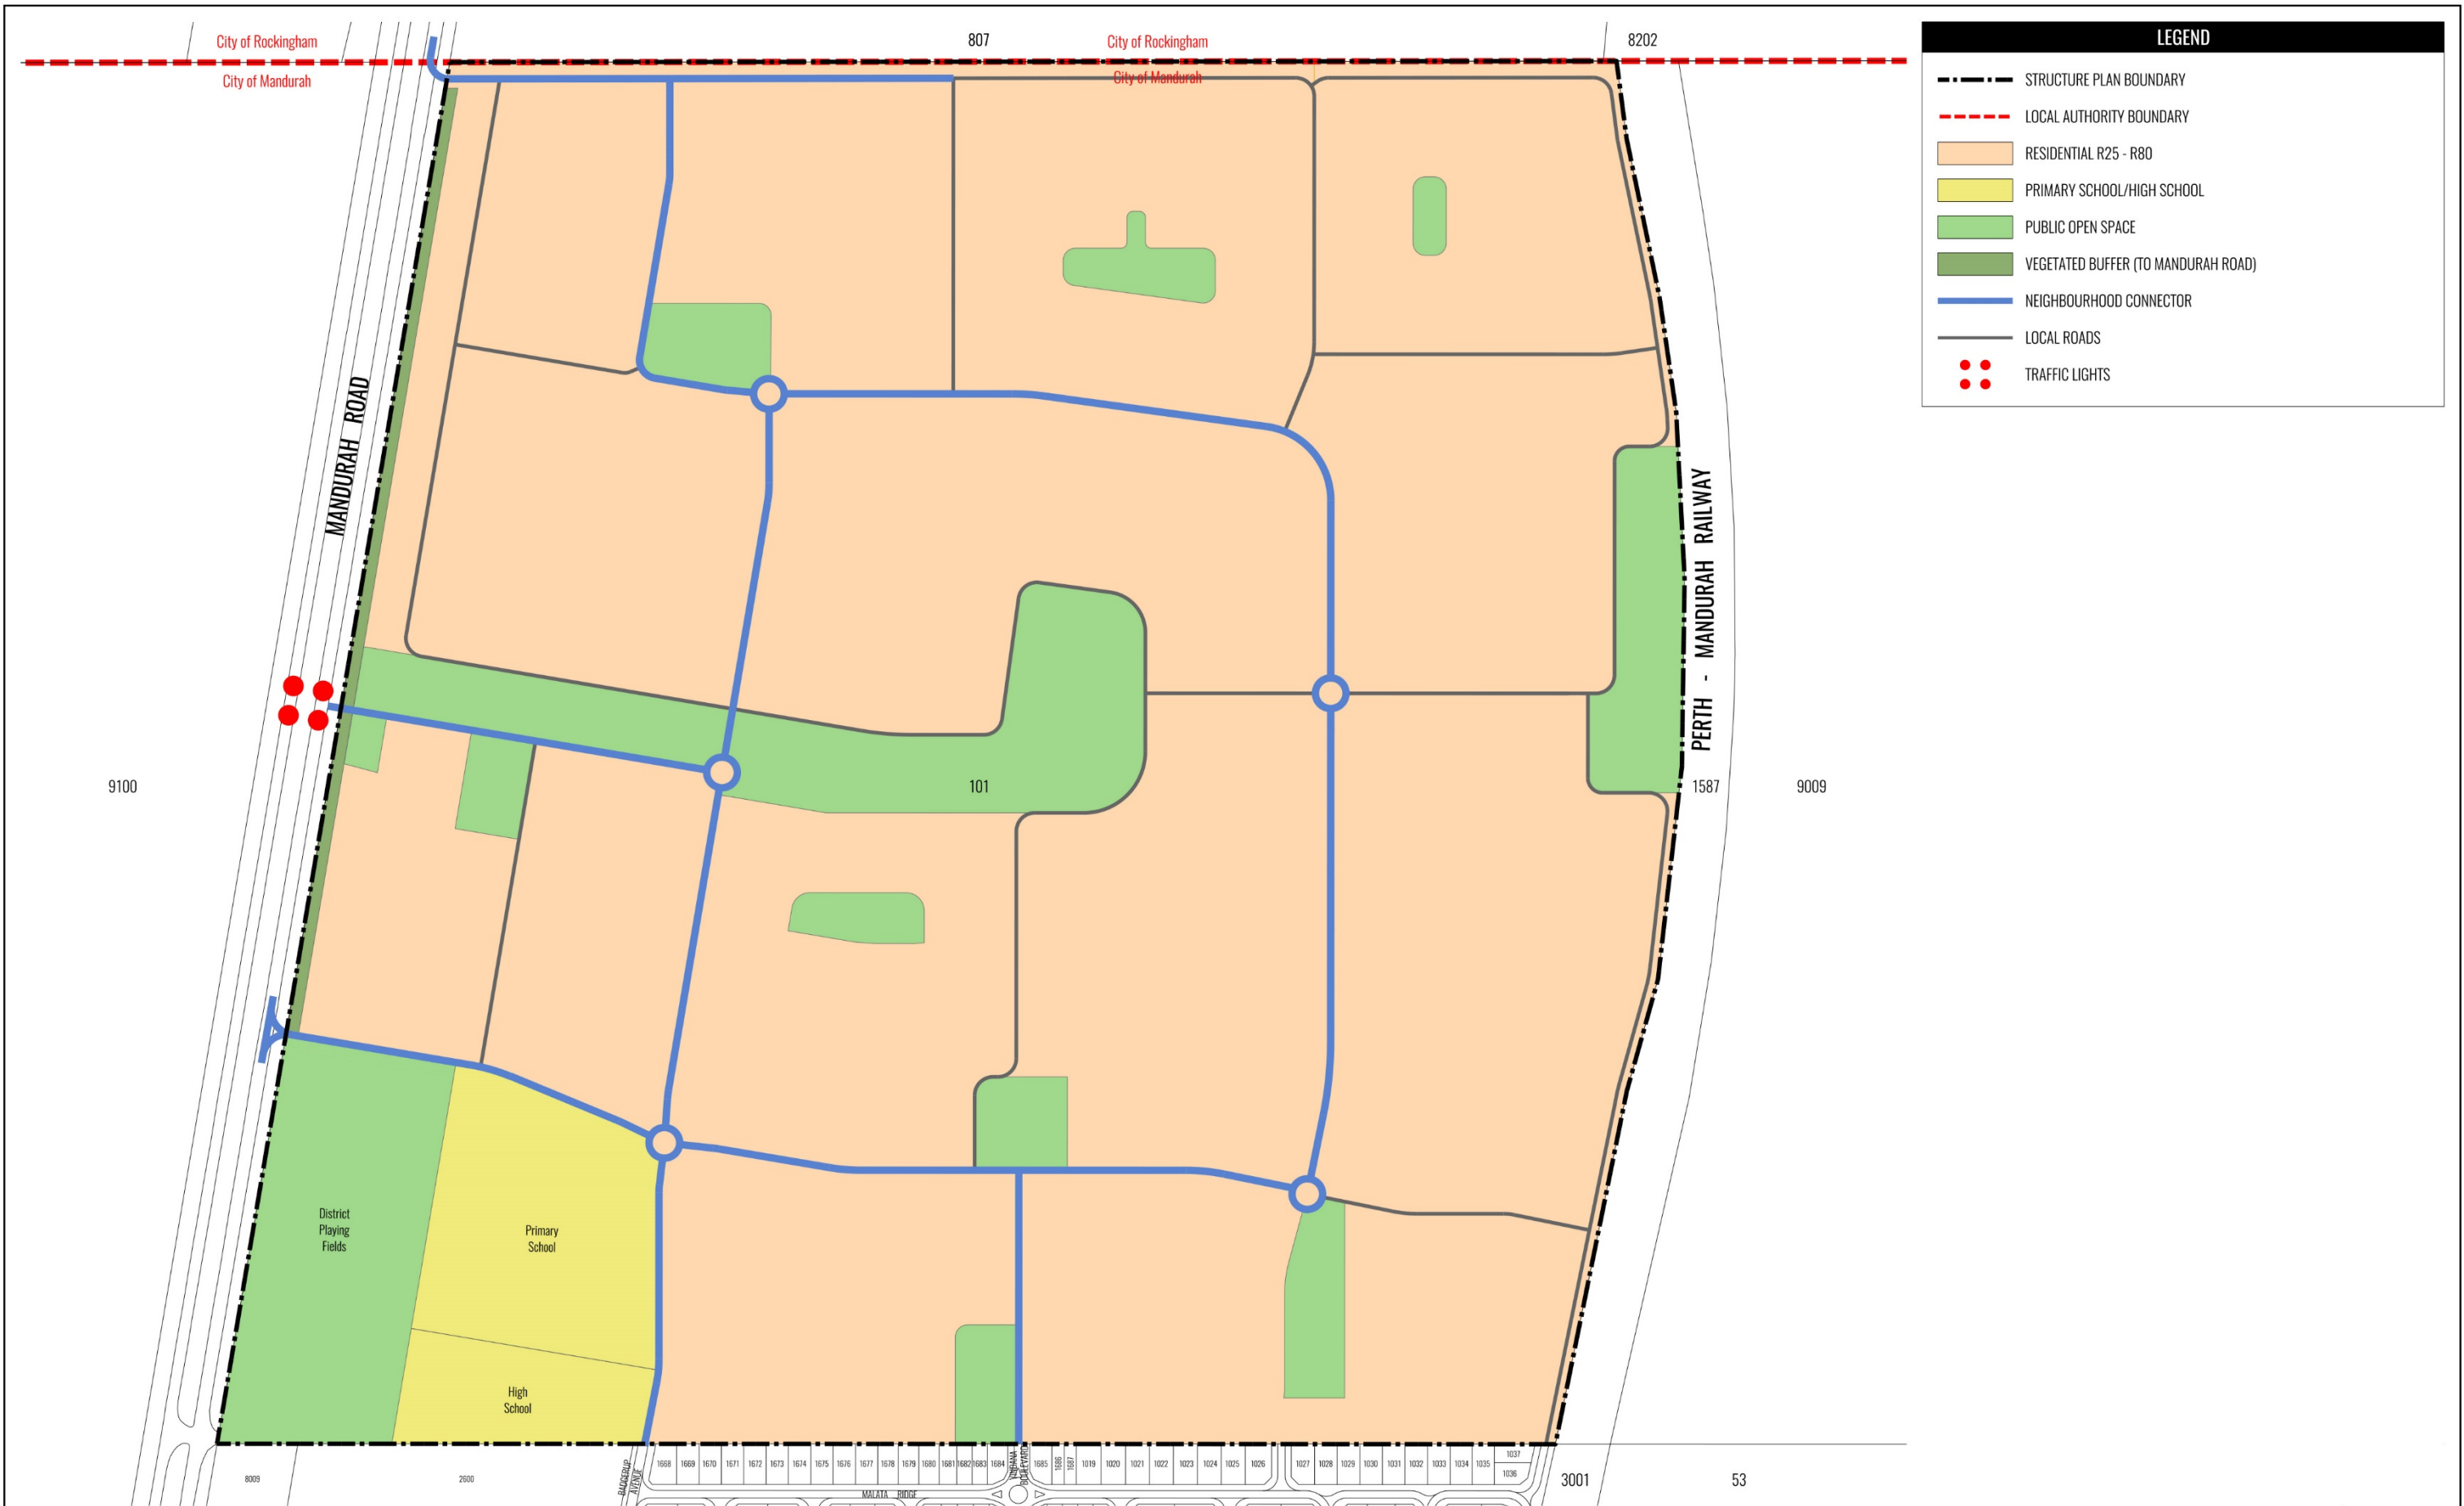 City of Rockingham
807
City of Rockingham
8202
City of Mandurah
City of Mandurah
LEGEND
STRUCTURE PLAN BOUNDARY
LOCAL AUTHORITY BOUNDARY
RESIDENTIAL R25 - R80
PRIMARY SCHOOL/HIGH SCHOOL
PUBLIC OPEN SPACE
VEGETATED BUFFER (TO MANDURAH ROAD)
NEIGHBOURHOOD CONNECTOR
LOCAL ROADS
TRAFFIC LIGHTS
MANDURAH ROAD
PERTH - MANDURAH RAILWAY
9100
101
1587
9009
District
Playing
Fields
Primary
School
High
School
8009
2600
BADGERUP
AVENUE
1668
1669
1670
1671
1672
1673
1674
1675
1676
1677
1678
1679
1680
1681
1682
1683
1684
BOULEVARD
1685
1686
1687
1019
1020
1021
1022
1023
1024
1025
1026
1027
1028
1029
1030
1031
1032
1033
1034
1035
1037
1036
MALATA RIDGE
3001
53